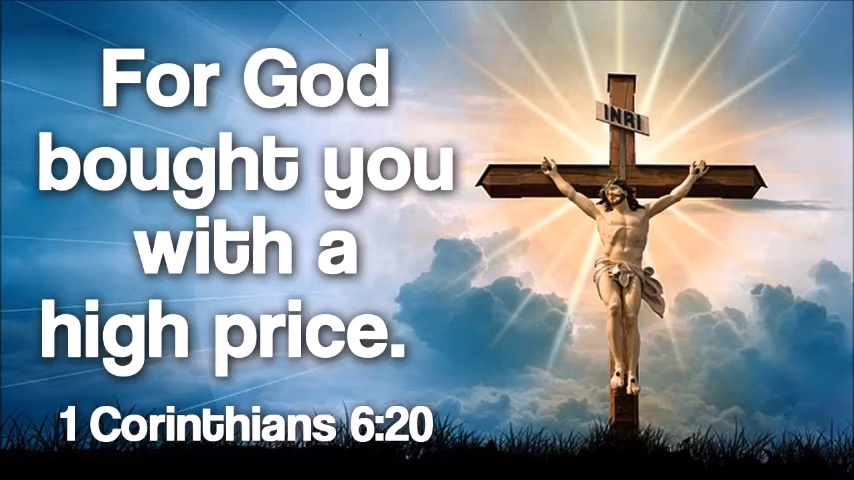 For God
bought you
with a
high price.
1 Corinthians 6:20
INRI